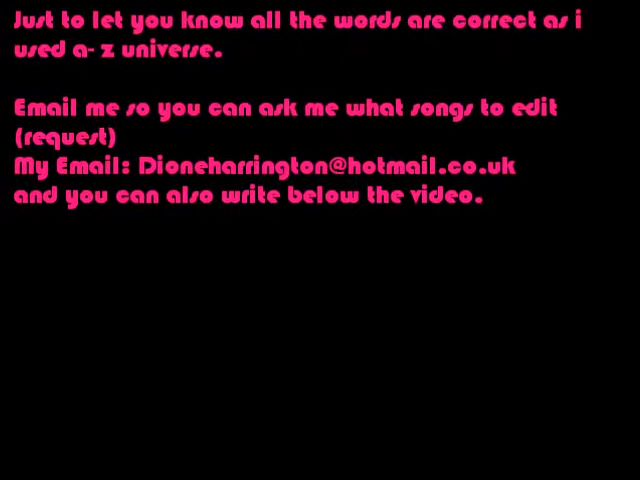 Just to let you know all the words are correct as i
used a- z universe.
Email me so you can ask me what songs to edit
(request)
My Email: Dioneharrington@hotmail.co.uk
and you can also write below the video.